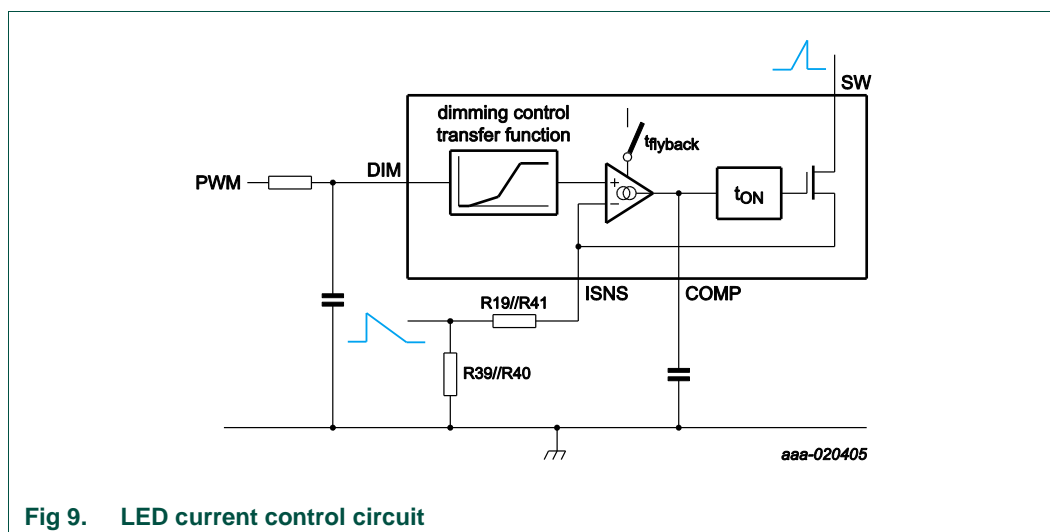 SW
dimming control
transfer function
tflyback
PWM
DIM
+
−
tON
ISNS
COMP
R19//R41
R39//R40
aaa-020405
Fig 9. LED current control circuit